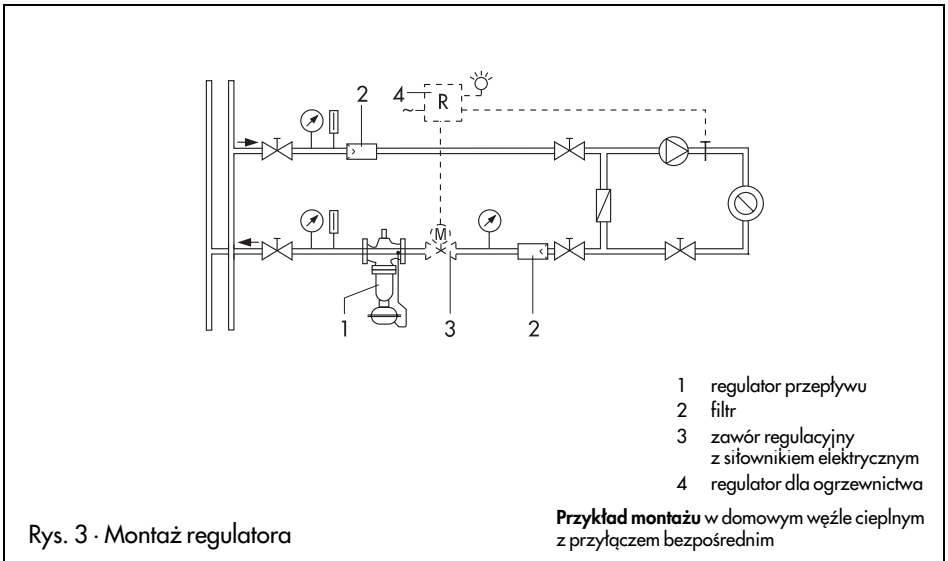 2
4
R
~
M
1
3
2
1 regulator przepływu
2 filtr
3 zawór regulacyjny
z siłownikiem elektrycznym
4 regulator dla ogrzewnictwa
Rys. 3 · Montaż regulatora
Przykład montażu w domowym węźle cieplnym
z przyłączem bezpośrednim